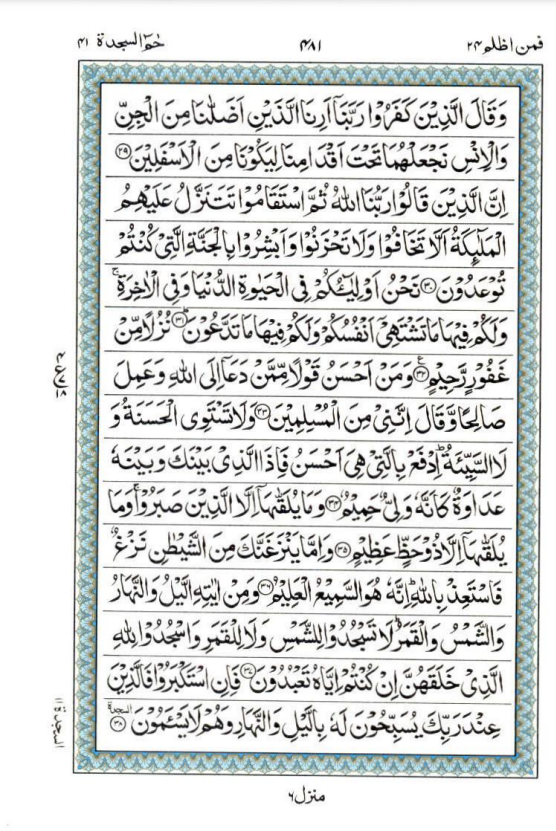 فمن اظلم ٢٤ ٤٨١ حٰم السجدة ٤١
وَقَالَ الَّذِيْنَ كَفَرُوْا رَبَّنَاۤ اَرِنَا الَّذَيْنِ اَضَلّٰنَا مِنَ الْجِنِّ
وَالْاِنْسِ نَجْعَلْهُمَا تَحْتَ اَقْدَامِنَا لِيَكُوْنَا مِنَ الْاَسْفَلِيْنَ ٢٩
اِنَّ الَّذِيْنَ قَالُوْا رَبُّنَا اللّٰهُ ثُمَّ اسْتَقَامُوْا تَتَنَزَّلُ عَلَيْهِمُ
الْمَلٰٓئِكَةُ اَلَّا تَخَافُوْا وَلَا تَحْزَنُوْا وَاَبْشِرُوْا بِالْجَنَّةِ الَّتِيْ كُنْتُمْ
تُوْعَدُوْنَ ٣٠ نَحْنُ اَوْلِيٰٓؤُكُمْ فِي الْحَيٰوةِ الدُّنْيَا وَفِي الْاٰخِرَةِ ۚ
وَلَكُمْ فِيْهَا مَا تَشْتَهِيْۤ اَنْفُسُكُمْ وَلَكُمْ فِيْهَا مَا تَدَّعُوْنَ ٣١ نُزُلًا مِّنْ
غَفُوْرٍ رَّحِيْمٍ ٣٢ وَمَنْ اَحْسَنُ قَوْلًا مِّمَّنْ دَعَاۤ اِلَى اللّٰهِ وَعَمِلَ
صَالِحًا وَّقَالَ اِنَّنِيْ مِنَ الْمُسْلِمِيْنَ ٣٣ وَلَا تَسْتَوِي الْحَسَنَةُ وَ
لَا السَّيِّئَةُ ؕ اِدْفَعْ بِالَّتِيْ هِيَ اَحْسَنُ فَاِذَا الَّذِيْ بَيْنَكَ وَبَيْنَهٗ
عَدَاوَةٌ كَاَنَّهٗ وَلِيٌّ حَمِيْمٌ ٣٤ وَمَا يُلَقّٰىهَاۤ اِلَّا الَّذِيْنَ صَبَرُوْا ۚ وَمَا
يُلَقّٰىهَاۤ اِلَّا ذُوْ حَظٍّ عَظِيْمٍ ٣٥ وَاِمَّا يَنْزَغَنَّكَ مِنَ الشَّيْطٰنِ نَزْغٌ
فَاسْتَعِذْ بِاللّٰهِ ؕ اِنَّهٗ هُوَ السَّمِيْعُ الْعَلِيْمُ ٣٦ وَمِنْ اٰيٰتِهِ الَّيْلُ وَالنَّهَارُ
وَالشَّمْسُ وَالْقَمَرُ ؕ لَا تَسْجُدُوْا لِلشَّمْسِ وَلَا لِلْقَمَرِ وَاسْجُدُوْا لِلّٰهِ
الَّذِيْ خَلَقَهُنَّ اِنْ كُنْتُمْ اِيَّاهُ تَعْبُدُوْنَ ٣٧ فَاِنِ اسْتَكْبَرُوْا فَالَّذِيْنَ
عِنْدَ رَبِّكَ يُسَبِّحُوْنَ لَهٗ بِالَّيْلِ وَالنَّهَارِ وَهُمْ لَا يَسْـَٔمُوْنَ ٣٨ السجدة
السجدة ١١
منزل ٦